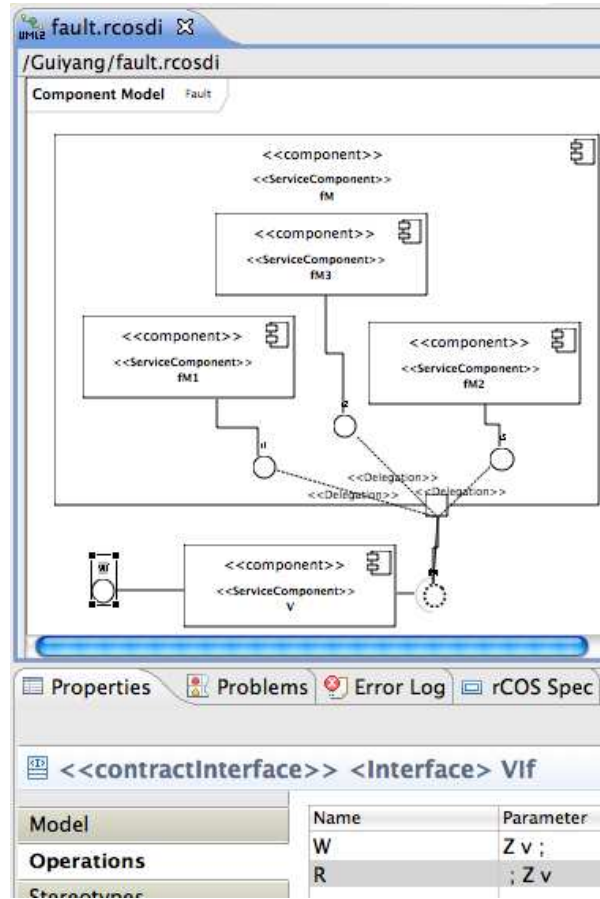 UML2 fault.rcosdi
/Guiyang/fault.rcosdi
Component Model Fault
<<component>>
<<ServiceComponent>>
fM
<<component>>
<<ServiceComponent>>
fM3
<<component>>
<<ServiceComponent>>
fM1
<<component>>
<<ServiceComponent>>
fM2
<<Delegation>>
<<Delegation>>
<<Delegation>>
<<component>>
<<ServiceComponent>>
V
Properties Problems Error Log rCOS Spec
<<contractInterface>> <Interface> VIf
Model
Operations
Stereotypes
Name Parameter
W Z v ;
R ; Z v